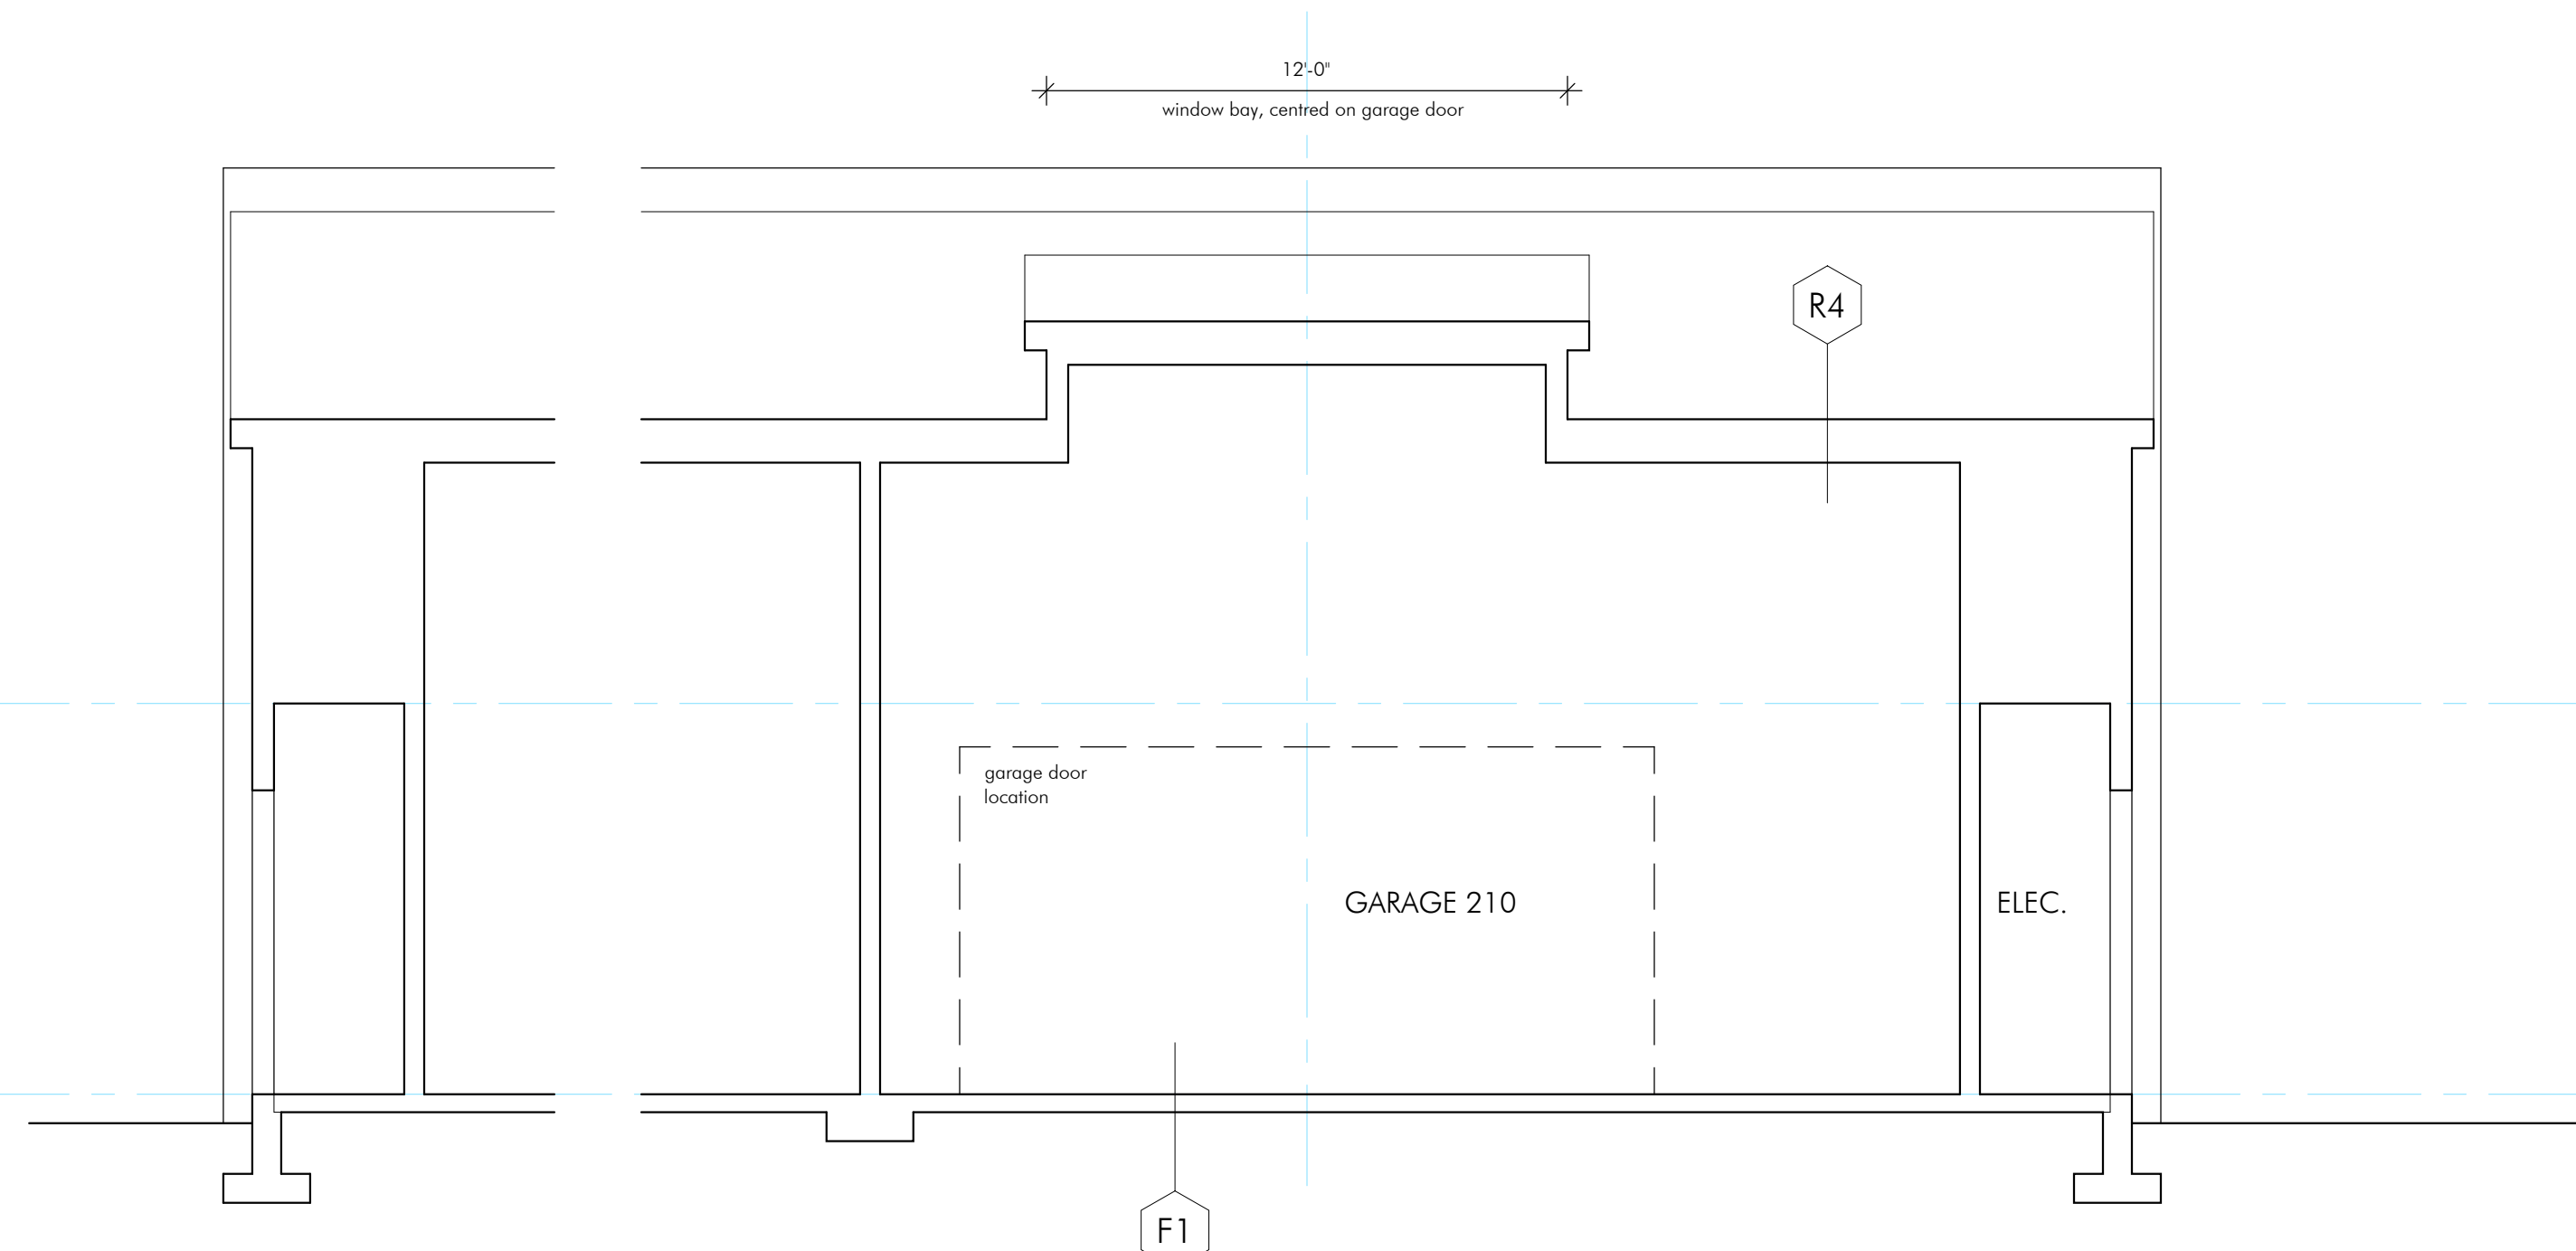 12'-0"
window bay, centred on garage door
R4
garage door
location
GARAGE 210
ELEC.
F1